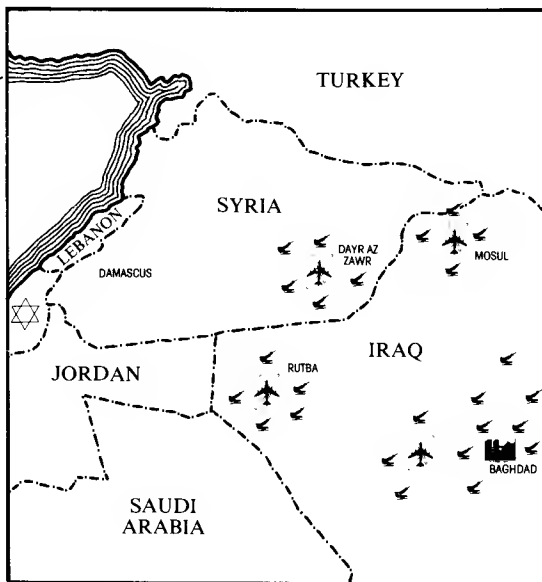 TURKEY
SYRIA
LEBANON
DAYR AZ
ZAWR
MOSUL
DAMASCUS
IRAQ
JORDAN
RUTBA
BAGHDAD
SAUDI
ARABIA